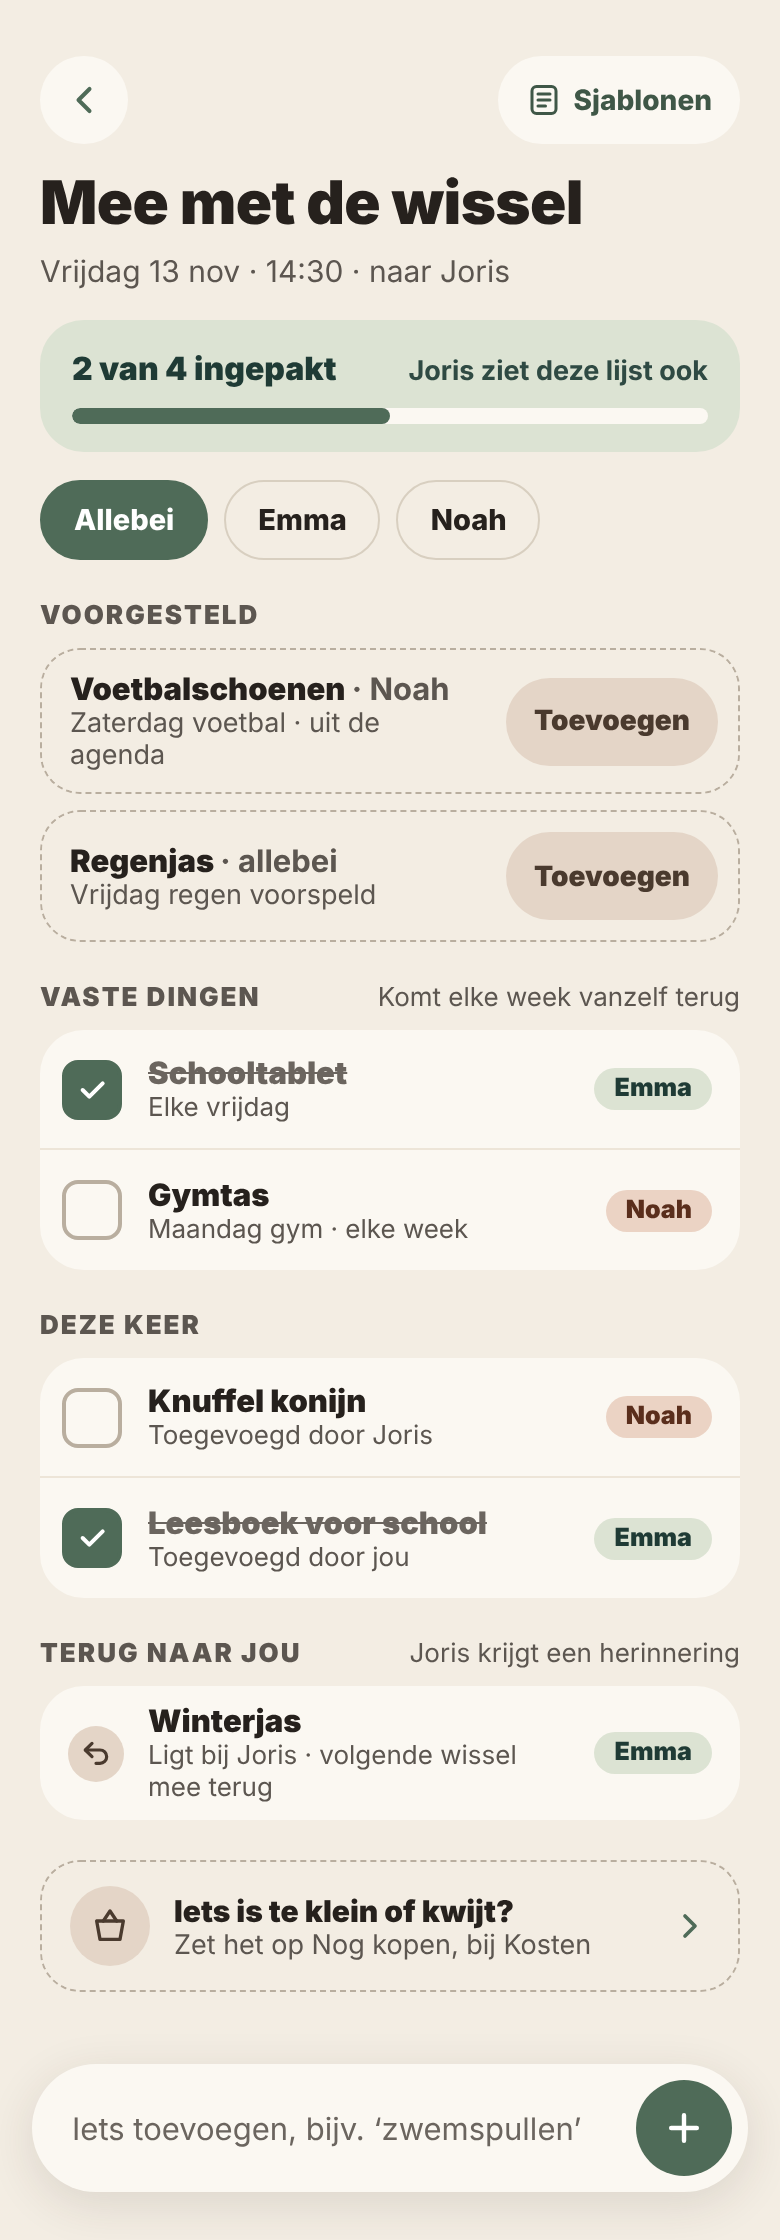 Sjablonen
Mee met de wissel
Vrijdag 13 nov · 14:30 · naar Joris
2 van 4 ingepakt
Joris ziet deze lijst ook
Allebei
Emma
Noah
VOORGESTELD
Voetbalschoenen · Noah
Zaterdag voetbal · uit de
agenda
Toevoegen
Regenjas · allebei
Vrijdag regen voorspeld
Toevoegen
VASTE DINGEN
Komt elke week vanzelf terug
Schooltablet
Elke vrijdag
Emma
Gymtas
Maandag gym · elke week
Noah
DEZE KEER
Knuffel konijn
Toegevoegd door Joris
Noah
Leesboek voor school
Toegevoegd door jou
Emma
TERUG NAAR JOU
Joris krijgt een herinnering
Winterjas
Ligt bij Joris · volgende wissel
mee terug
Emma
Iets is te klein of kwijt?
Zet het op Nog kopen, bij Kosten
Iets toevoegen, bijv. ‘zwemspullen’